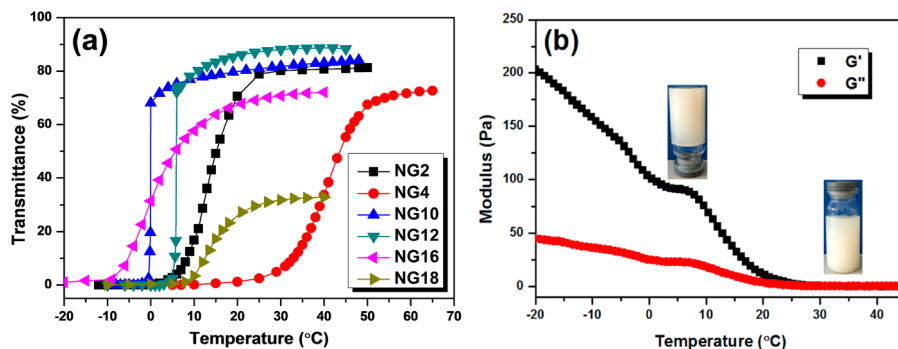 (a)
100
80
60
40
20
0
Transmittance (%)
-20 -10 0 10 20 30 40 50 60 70
Temperature (°C)
NG2
NG4
NG10
NG12
NG16
NG18
(b)
250
200
150
100
50
0
Modulus (Pa)
-20 -10 0 10 20 30 40
Temperature (°C)
G'
G"